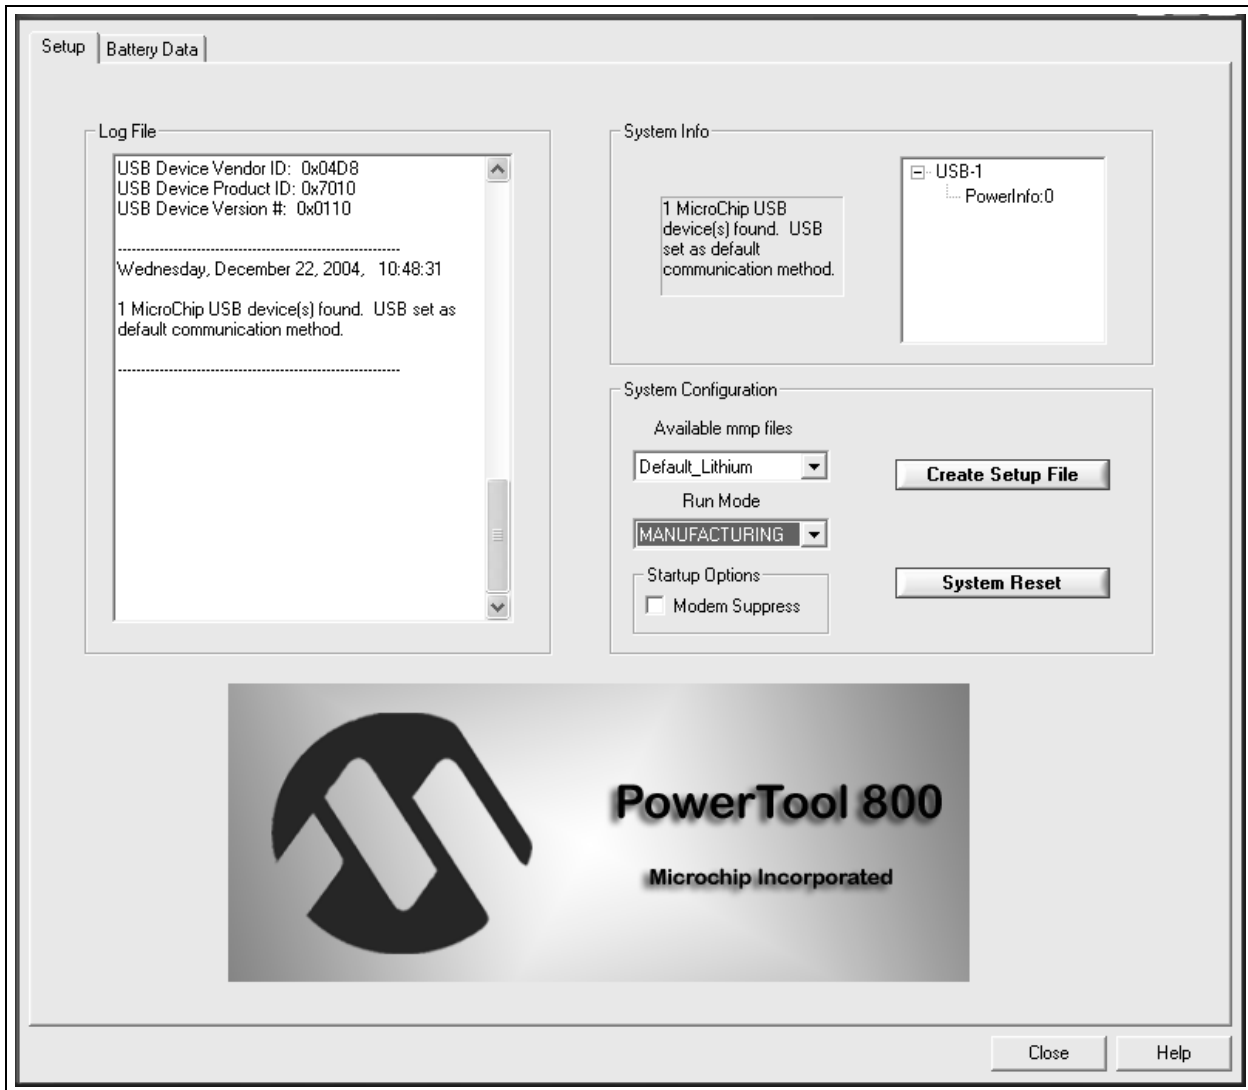 Setup
Battery Data
Log File
USB Device Vendor ID:  0x04D8
USB Device Product ID: 0x7010
USB Device Version #:  0x0110
------------------------------------------------------------
Wednesday, December 22, 2004,   10:48:31
1 MicroChip USB device(s) found.  USB set as
default communication method.
------------------------------------------------------------
System Info
1 MicroChip USB
device(s) found.  USB
set as default
communication method.
USB-1
PowerInfo:0
System Configuration
Available mmp files
Default_Lithium
Create Setup File
Run Mode
MANUFACTURING
Startup Options
Modem Suppress
System Reset
PowerTool 800
Microchip Incorporated
Close
Help